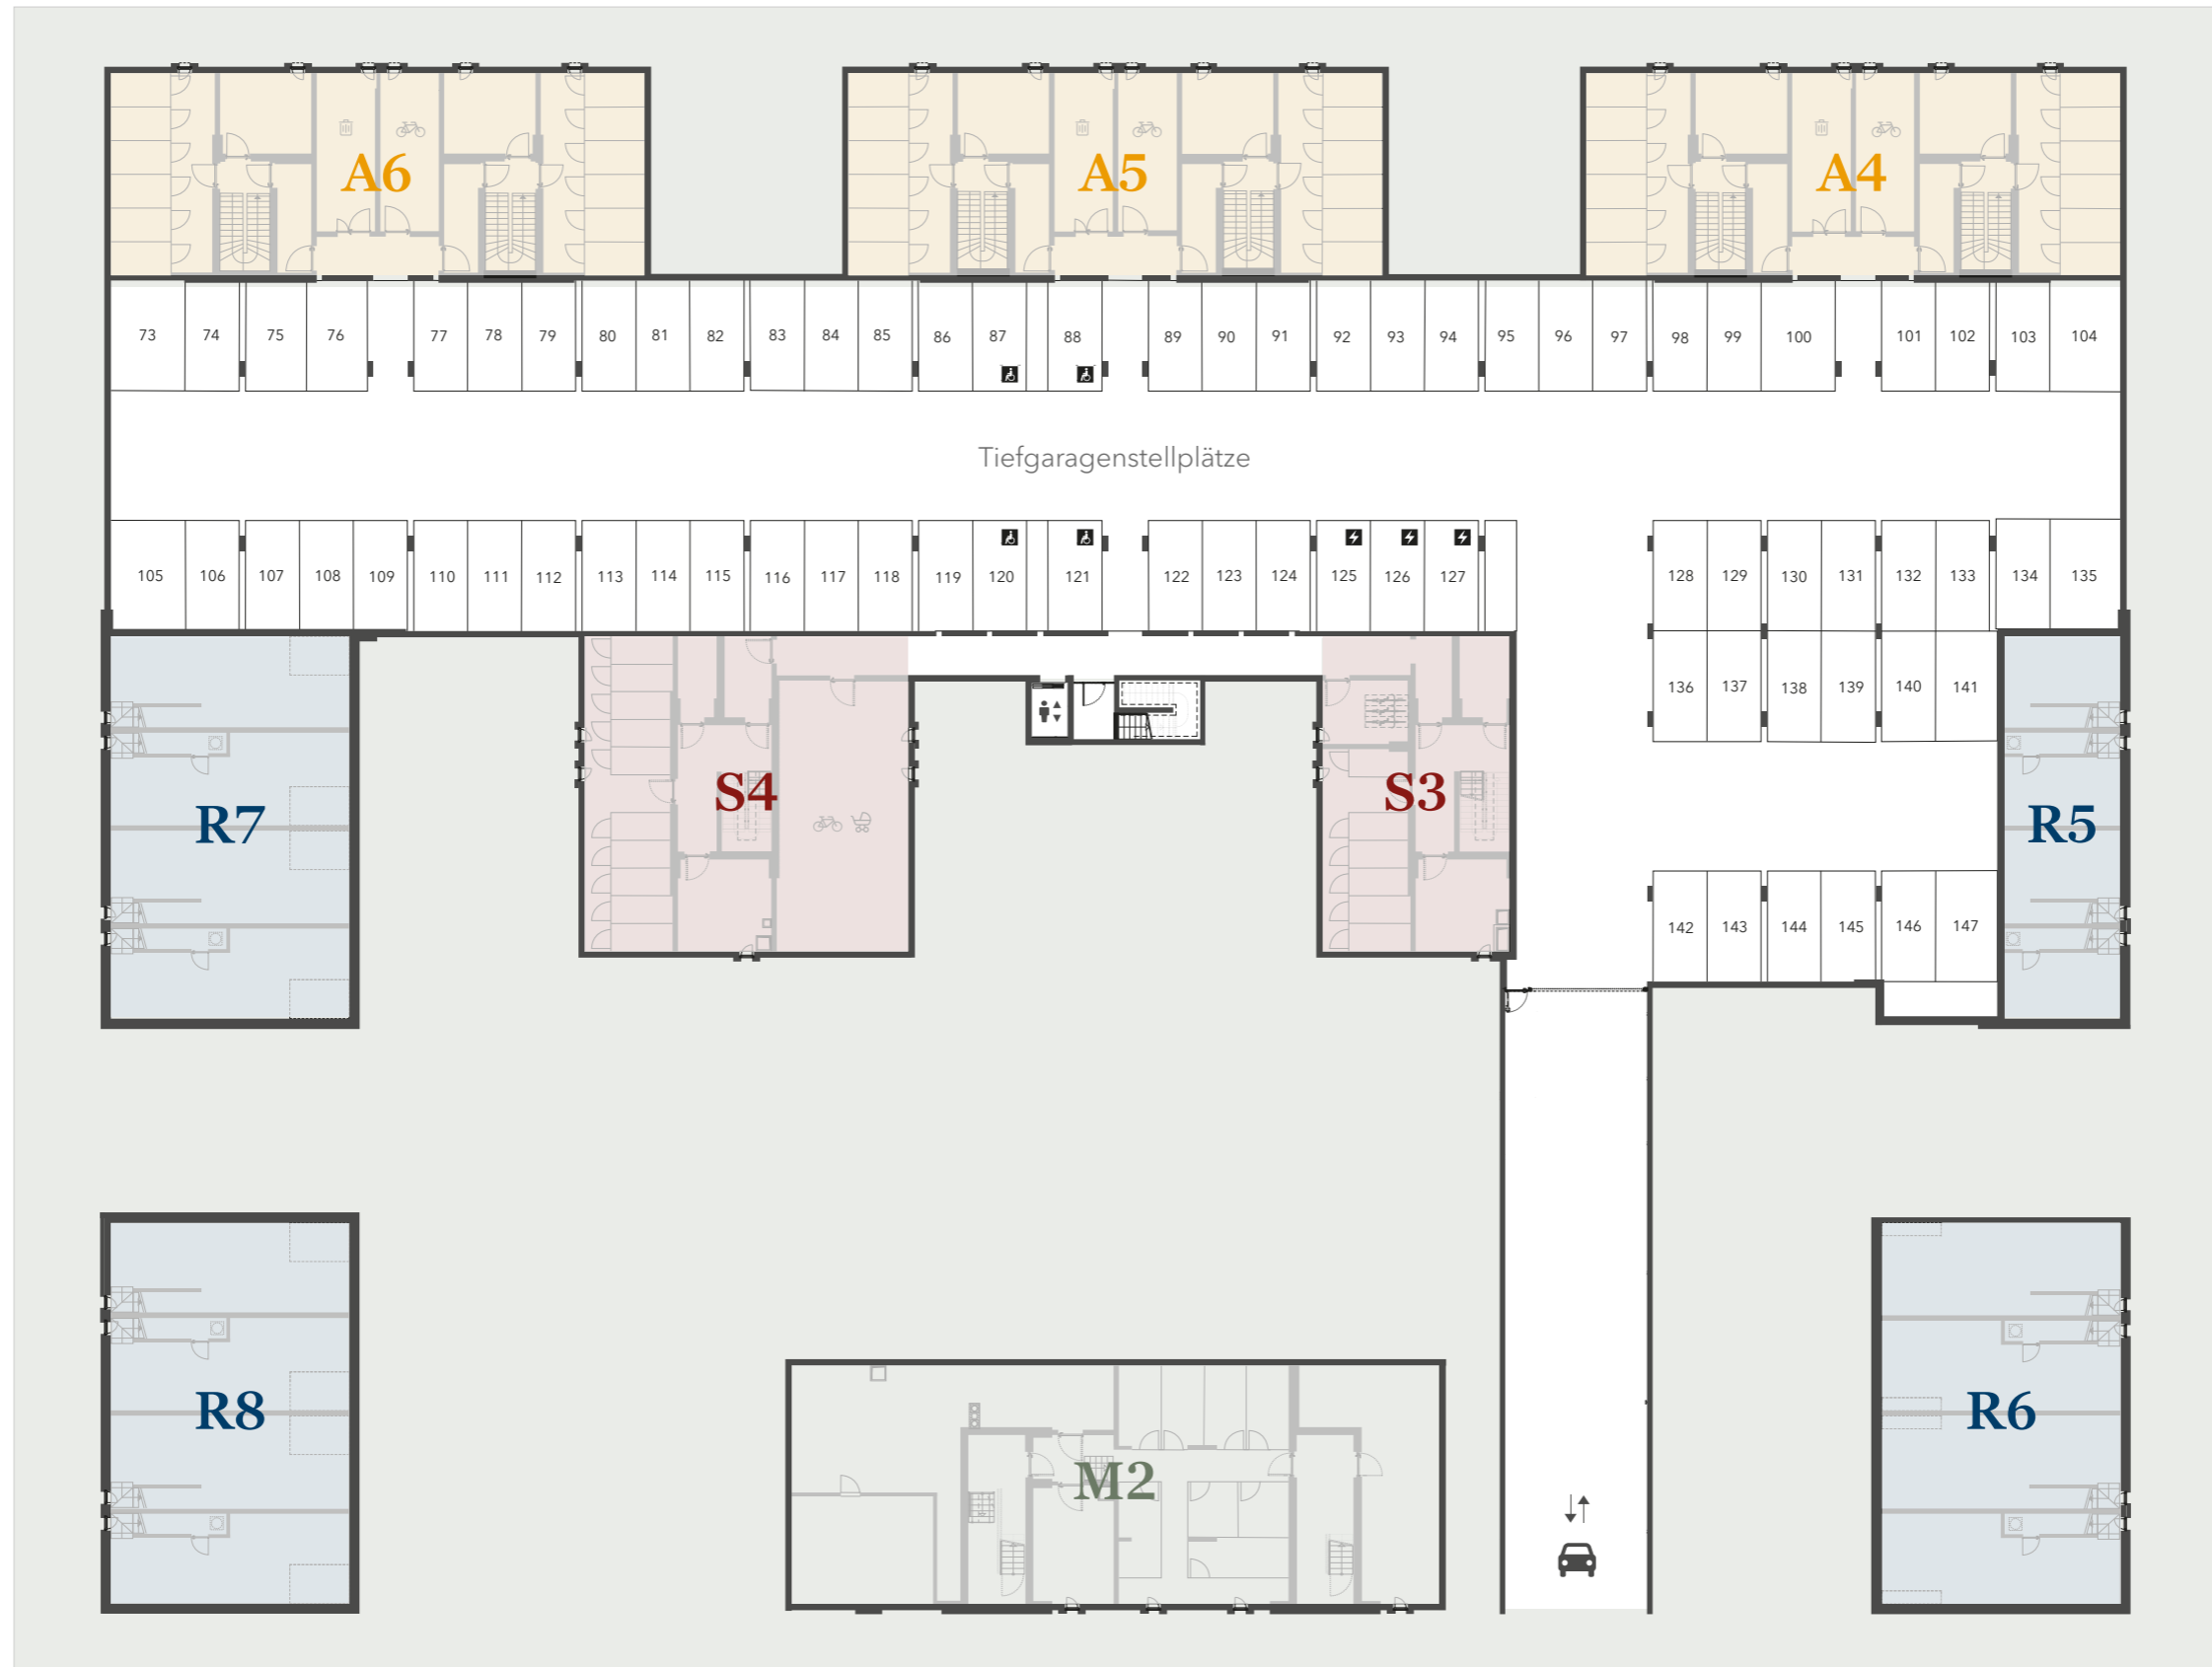 A6 A5 A4
73 74 75 76 77 78 79 80 81 82 83 84 85 86 87 88 89 90 91 92 93 94 95 96 97 98 99 100 101 102 103 104
Tiefgaragenstellplätze
105 106 107 108 109 110 111 112 113 114 115 116 117 118 119 120 121 122 123 124 125 126 127 128 129 130 131 132 133 134 135
136 137 138 139 140 141
R7 S4 S3 R5
142 143 144 145 146 147
R8 M2 R6